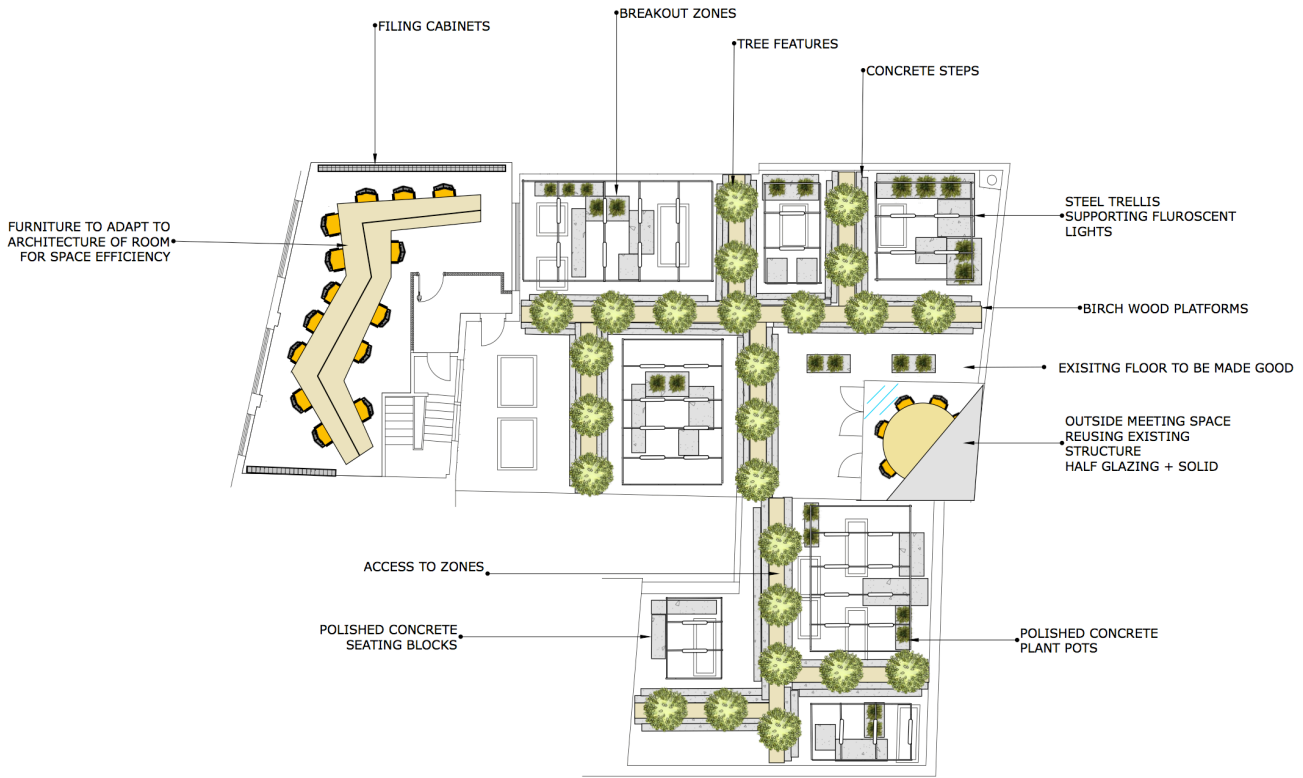 BREAKOUT ZONES
FILING CABINETS
TREE FEATURES
CONCRETE STEPS
STEEL TRELLIS
SUPPORTING FLUROSCENT
LIGHTS
FURNITURE TO ADAPT TO
ARCHITECTURE OF ROOM
FOR SPACE EFFICIENCY
BIRCH WOOD PLATFORMS
EXISITNG FLOOR TO BE MADE GOOD
OUTSIDE MEETING SPACE
REUSING EXISTING
STRUCTURE
HALF GLAZING + SOLID
ACCESS TO ZONES
POLISHED CONCRETE
SEATING BLOCKS
POLISHED CONCRETE
PLANT POTS